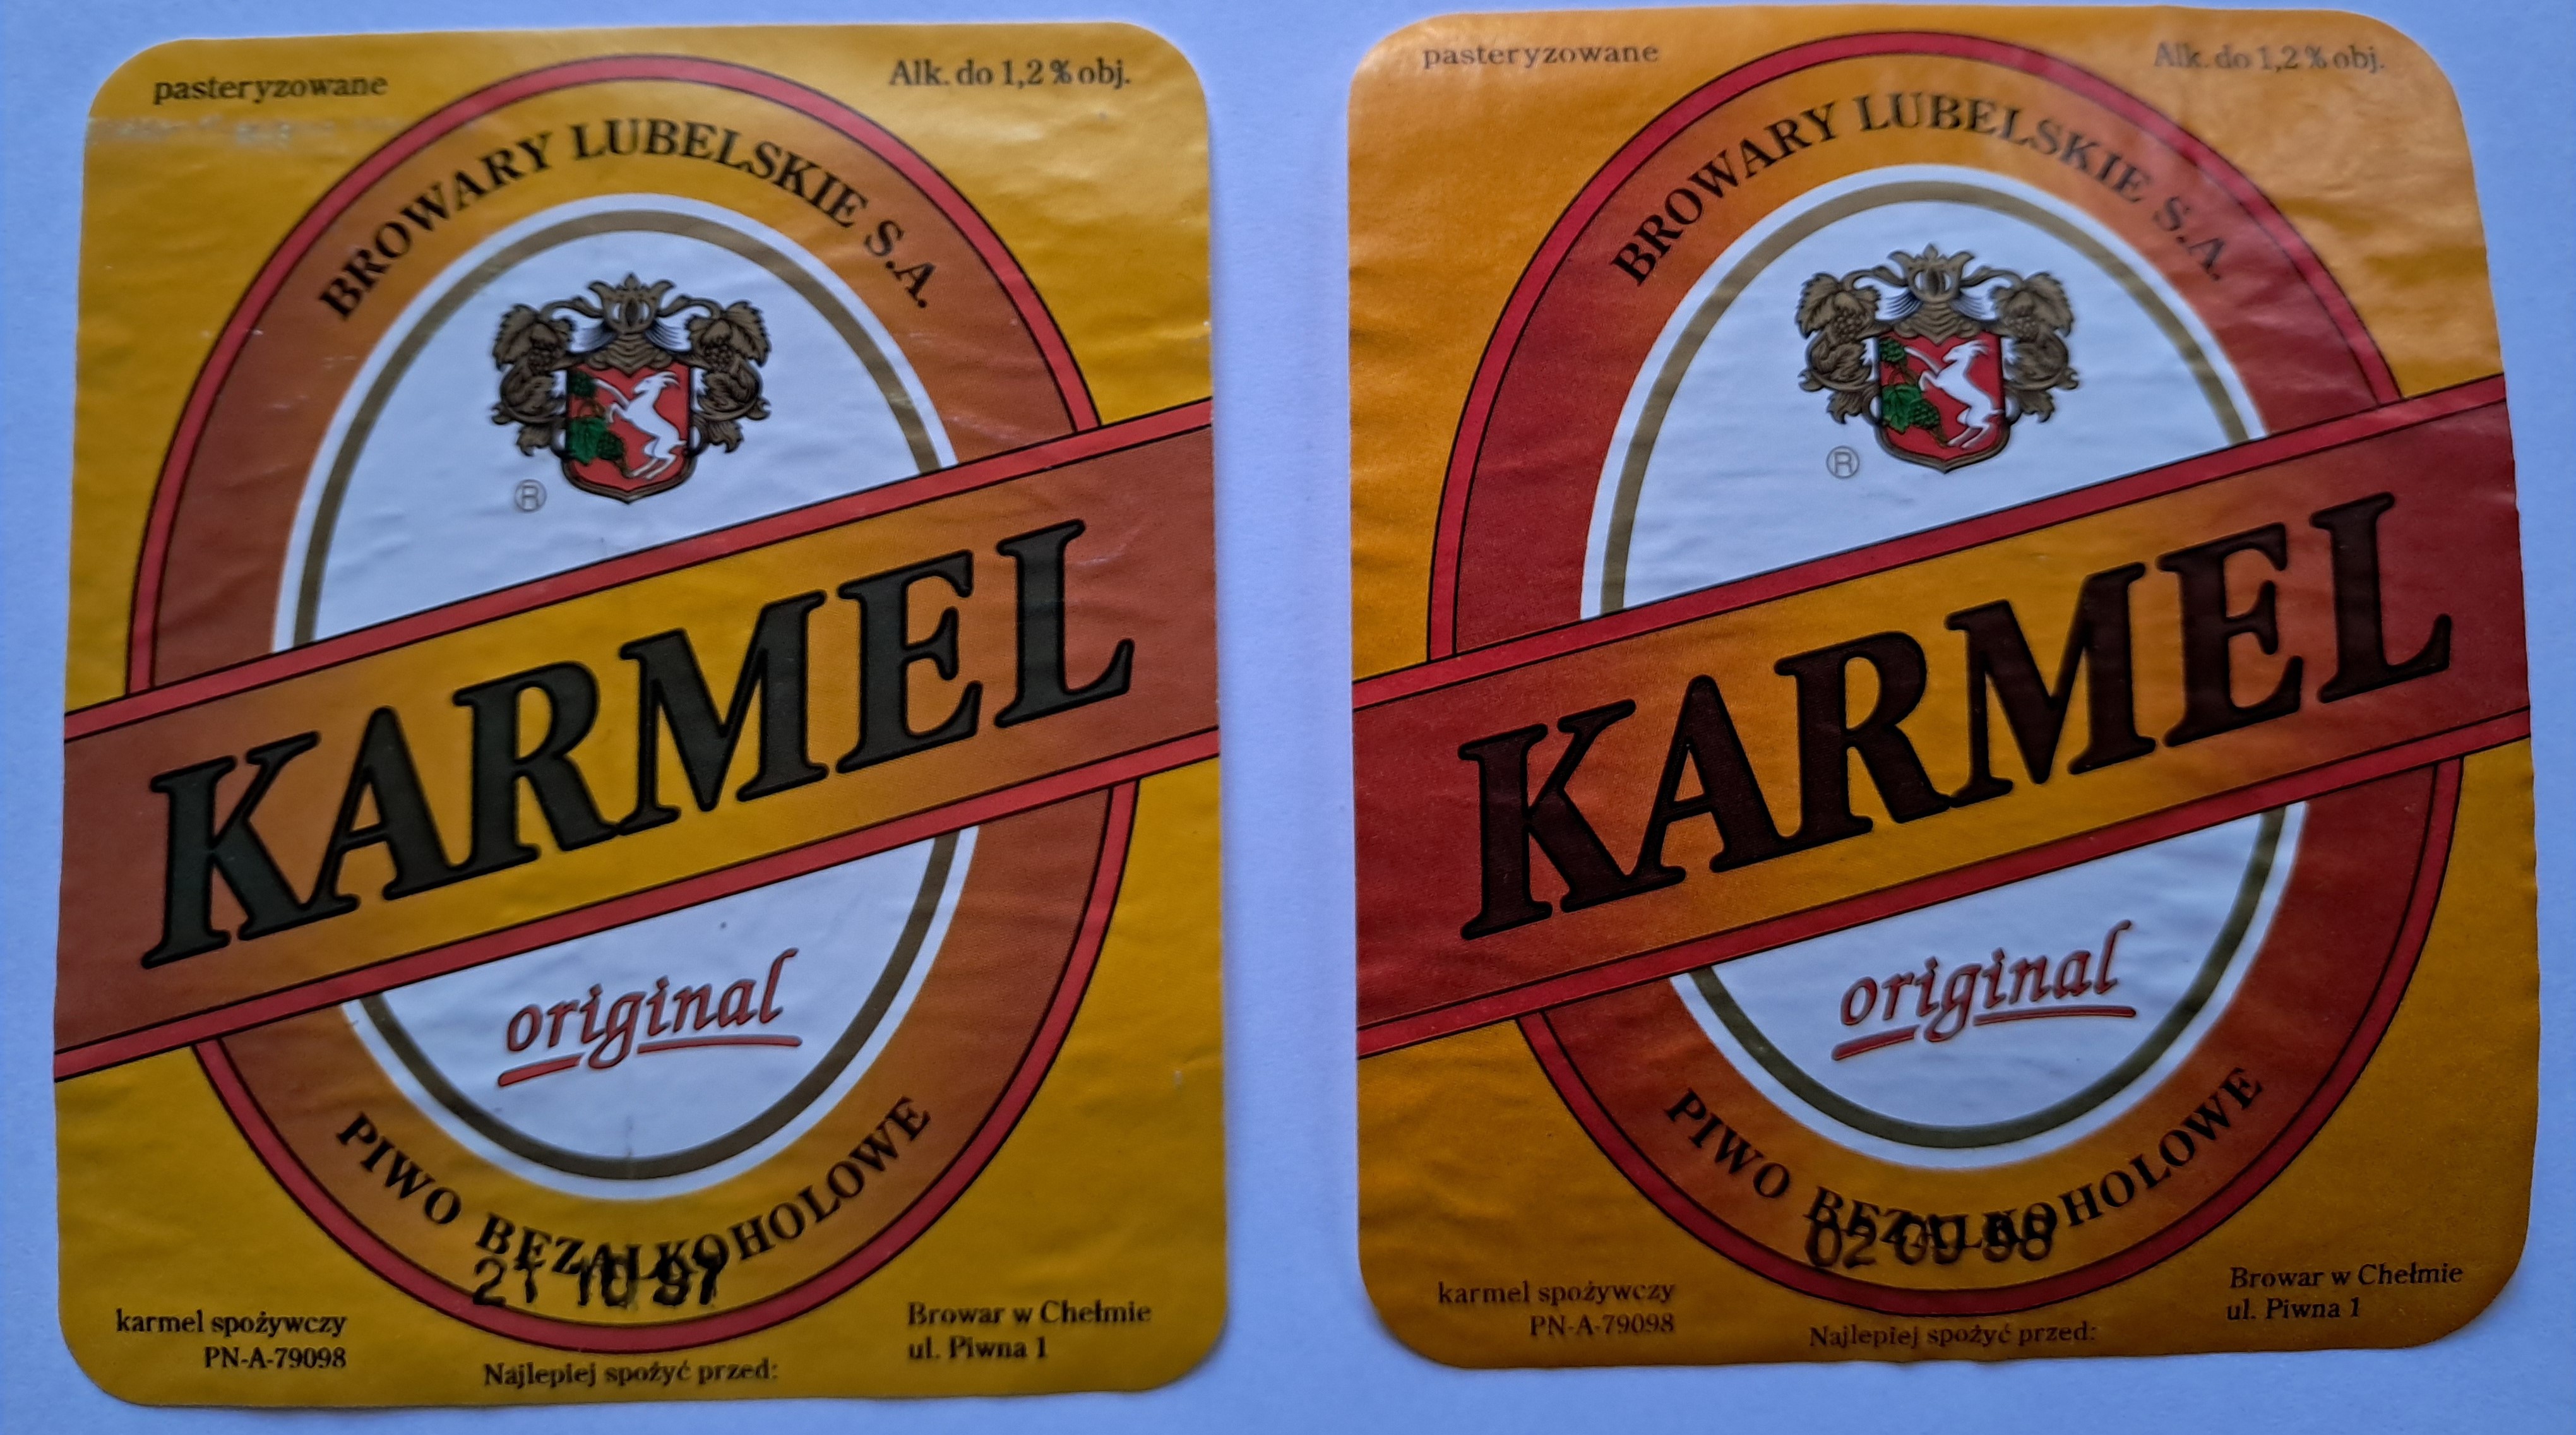 pasteryzowane
Alk. do 1,2 % obj.
BROWARY LUBELSKIE S.A.
®
KARMEL
original
PIWO BEZALKOHOLOWE
21 10 97
karmel spożywczy
PN-A-79098
Najlepiej spożyć przed:
Browar w Chełmie
ul. Piwna 1
pasteryzowane
Alk. do 1,2 % obj.
BROWARY LUBELSKIE S.A.
®
KARMEL
original
PIWO BEZALKOHOLOWE
02 09 98
karmel spożywczy
PN-A-79098
Najlepiej spożyć przed:
Browar w Chełmie
ul. Piwna 1